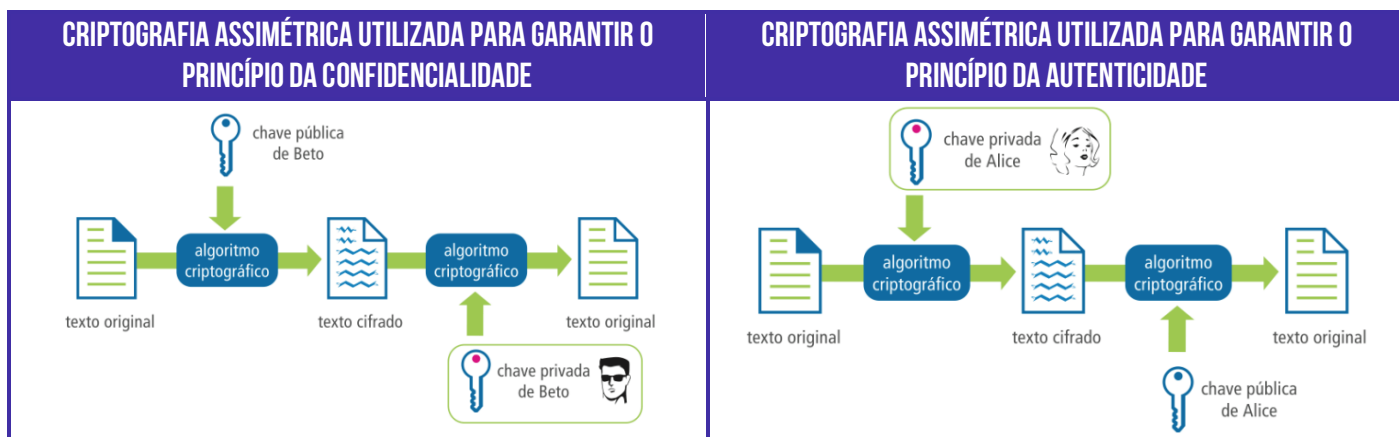 CRIPTOGRAFIA ASSIMÉTRICA UTILIZADA PARA GARANTIR O
PRINCÍPIO DA CONFIDENCIALIDADE
chave pública
de Beto
algoritmo
criptográfico
algoritmo
criptográfico
texto original
texto cifrado
texto original
chave privada
de Beto
CRIPTOGRAFIA ASSIMÉTRICA UTILIZADA PARA GARANTIR O
PRINCÍPIO DA AUTENTICIDADE
chave privada
de Alice
algoritmo
criptográfico
algoritmo
criptográfico
texto original
texto cifrado
texto original
chave pública
de Alice